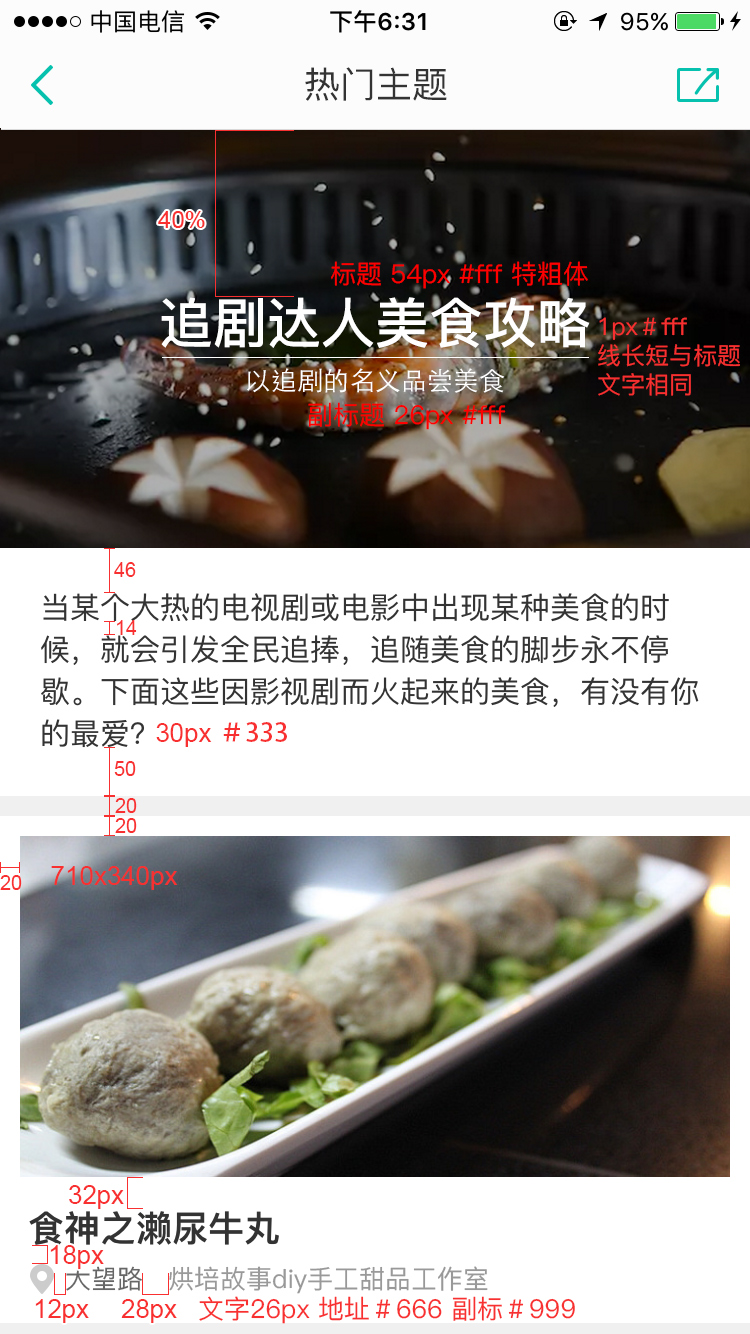 中国电信 下午6:31 95%
热门主题
40%
标题 54px #fff 特粗体
追剧达人美食攻略
1px＃fff
线长短与标题
文字相同
以追剧的名义品尝美食
副标题 26px #fff
46
当某个大热的电视剧或电影中出现某种美食的时
14
候，就会引发全民追捧，追随美食的脚步永不停
歇。下面这些因影视剧而火起来的美食，有没有你
的最爱? 30px ＃333
50
20
20
20
710x340px
32px
食神之濑尿牛丸
18px
大望路 烘培故事diy手工甜品工作室
12px 28px 文字26px 地址＃666 副标＃999